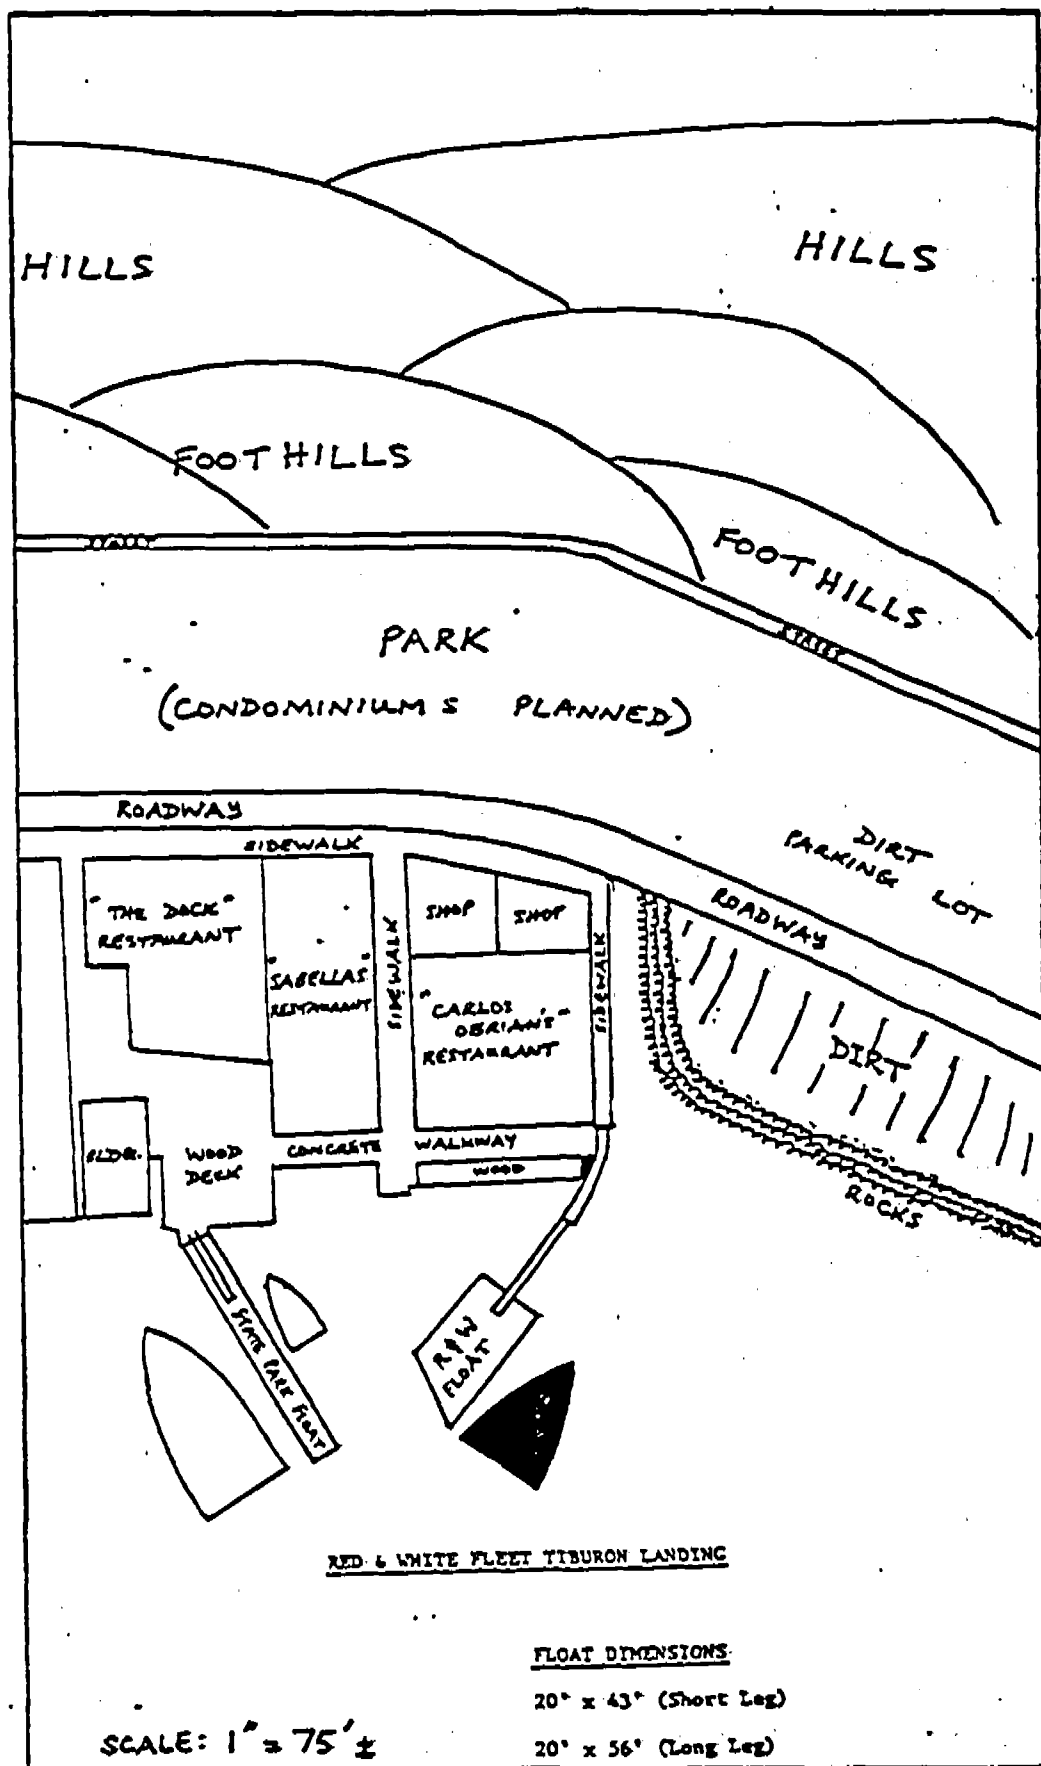 HILLS
HILLS
FOOT HILLS
FOOT HILLS
STREET
PARK
(CONDOMINIUMS PLANNED)
ROADWAY
SIDEWALK
DIRT
PARKING LOT
ROADWAY
"THE DOCK"
RESTAURANT
"SABELLAS"
RESTAURANT
SIDEWALK
SHOP
SHOP
"CARLOS
OBRIAN'S"
RESTAURANT
SIDEWALK
DIRT
ROCKS
BLDG.
WOOD
DECK
CONCRETE WALKWAY
WOOD
STATE PARK FLOAT
R & W
FLOAT
RED & WHITE FLEET TIBURON LANDING
FLOAT DIMENSIONS
20' x 43' (Short Leg)
20' x 56' (Long Leg)
SCALE: 1" = 75' ±